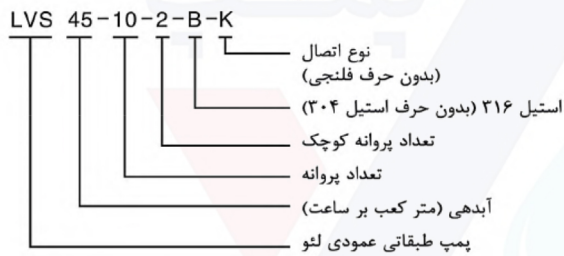 LVS 45-10-2-B-K
نوع اتصال
(بدون حرف فلنجی)
استیل ۳۱۶ (بدون حرف استیل ۳۰۴)
تعداد پروانه کوچک
تعداد پروانه
آبدهی (متر کعب بر ساعت)
پمپ طبقاتی عمودی لئو